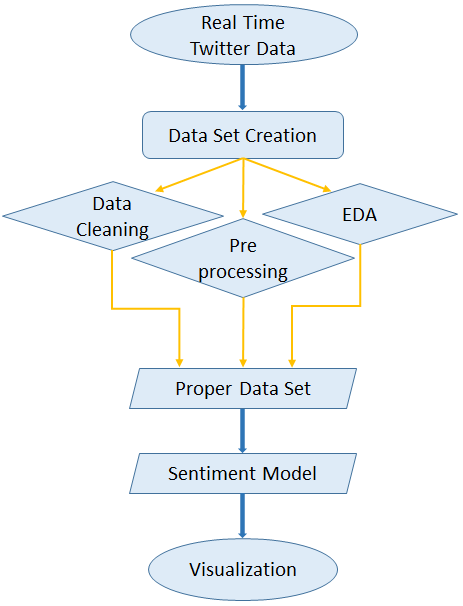 Real Time
Twitter Data
Data Set Creation
Data
Cleaning
Pre
processing
EDA
Proper Data Set
Sentiment Model
Visualization